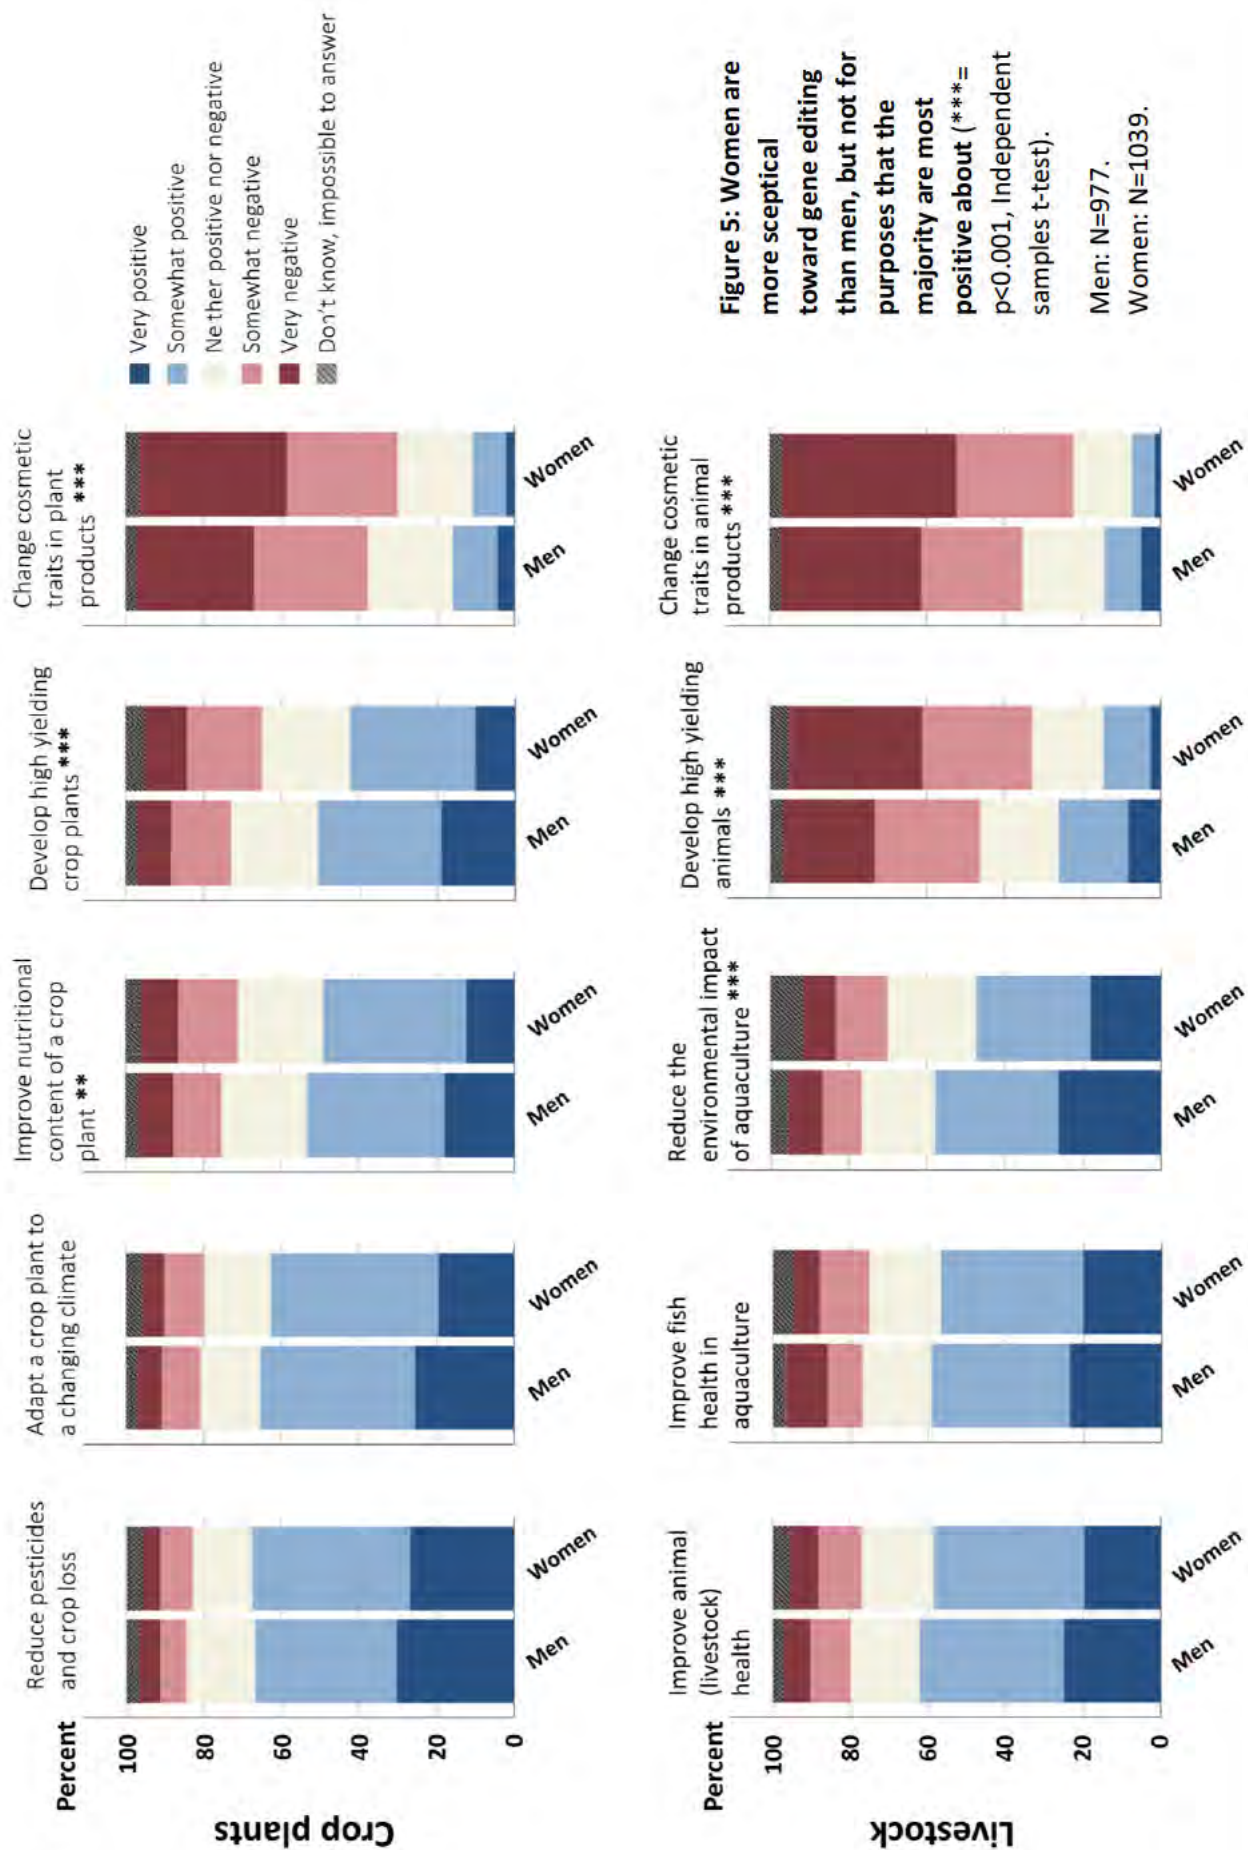 Crop plants
Percent
100
80
60
40
20
0
Reduce pesticides
and crop loss
Men
Women
Adapt a crop plant to
a changing climate
Men
Women
Improve nutritional
content of a crop
plant **
Men
Women
Develop high yielding
crop plants ***
Men
Women
Change cosmetic
traits in plant
products ***
Men
Women
Very positive
Somewhat positive
Neither positive nor negative
Somewhat negative
Very negative
Don't know, impossible to answer
Livestock
Percent
100
80
60
40
20
0
Improve animal
(livestock)
health
Men
Women
Improve fish
health in
aquaculture
Men
Women
Reduce the
environmental impact
of aquaculture ***
Men
Women
Develop high yielding
animals ***
Men
Women
Change cosmetic
traits in animal
products ***
Men
Women
Figure 5: Women are
more sceptical
toward gene editing
than men, but not for
purposes that the
majority are most
positive about (***=
p<0.001, Independent
samples t-test).
Men: N=977.
Women: N=1039.